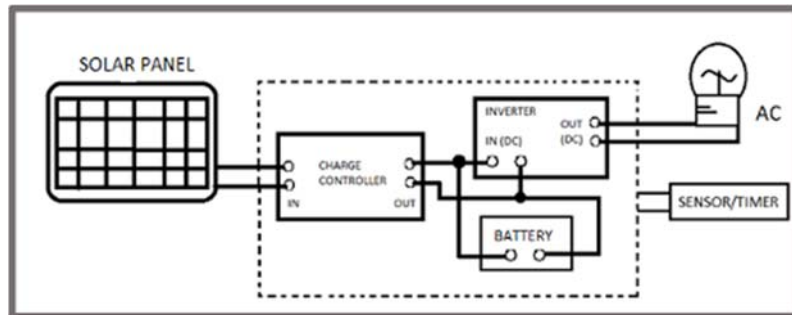 SOLAR PANEL
INVERTER
OUT
IN (DC)
(DC)
AC
CHARGE
CONTROLLER
IN
OUT
SENSOR/TIMER
BATTERY